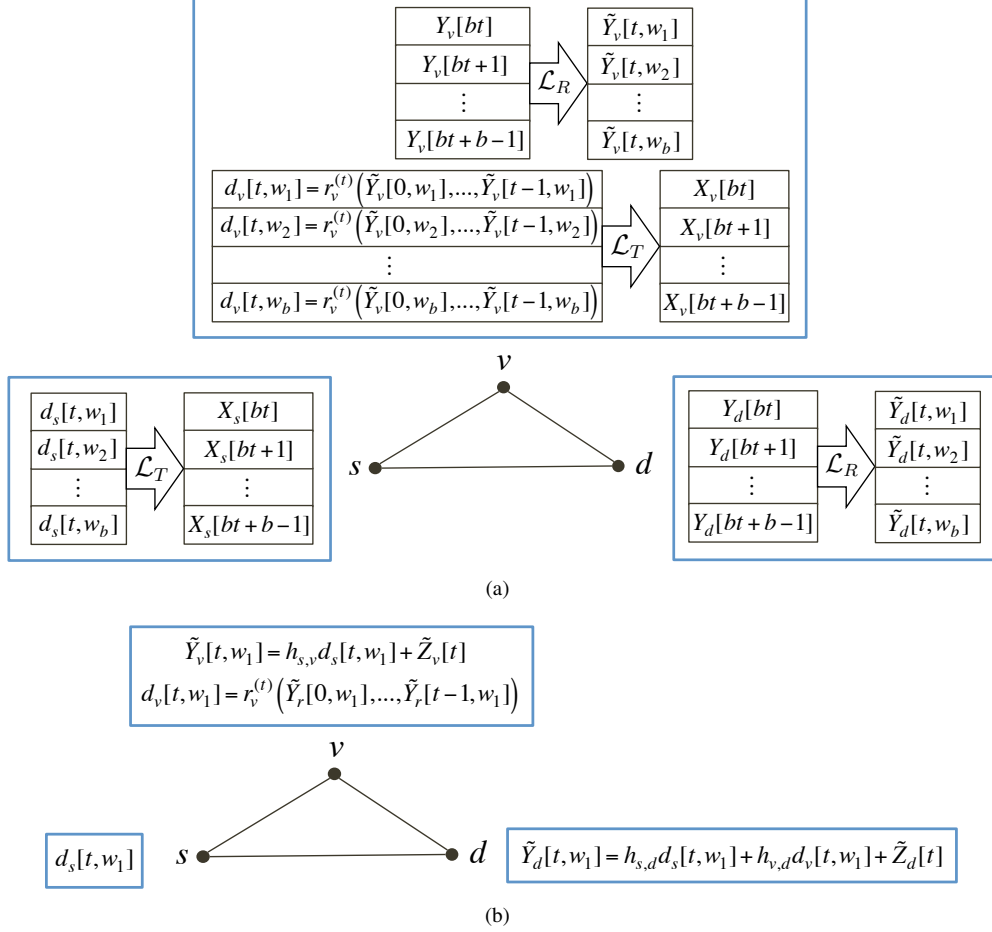 Y_v[bt]
Y_v[bt+1]
⋮
Y_v[bt+b−1]
ℒ_R
Ỹ_v[t,w_1]
Ỹ_v[t,w_2]
⋮
Ỹ_v[t,w_b]
d_v[t,w_1]=r_v^(t)(Ỹ_v[0,w_1],...,Ỹ_v[t−1,w_1])
d_v[t,w_2]=r_v^(t)(Ỹ_v[0,w_2],...,Ỹ_v[t−1,w_2])
⋮
d_v[t,w_b]=r_v^(t)(Ỹ_v[0,w_b],...,Ỹ_v[t−1,w_b])
ℒ_T
X_v[bt]
X_v[bt+1]
⋮
X_v[bt+b−1]
v
d_s[t,w_1]
d_s[t,w_2]
⋮
d_s[t,w_b]
ℒ_T
X_s[bt]
X_s[bt+1]
⋮
X_s[bt+b−1]
s
d
Y_d[bt]
Y_d[bt+1]
⋮
Y_d[bt+b−1]
ℒ_R
Ỹ_d[t,w_1]
Ỹ_d[t,w_2]
⋮
Ỹ_d[t,w_b]
(a)
Ỹ_v[t,w_1]=h_{s,v}d_s[t,w_1]+Z̃_v[t]
d_v[t,w_1]=r_v^(t)(Ỹ_r[0,w_1],...,Ỹ_r[t−1,w_1])
v
d_s[t,w_1]
s
d
Ỹ_d[t,w_1]=h_{s,d}d_s[t,w_1]+h_{v,d}d_v[t,w_1]+Z̃_d[t]
(b)